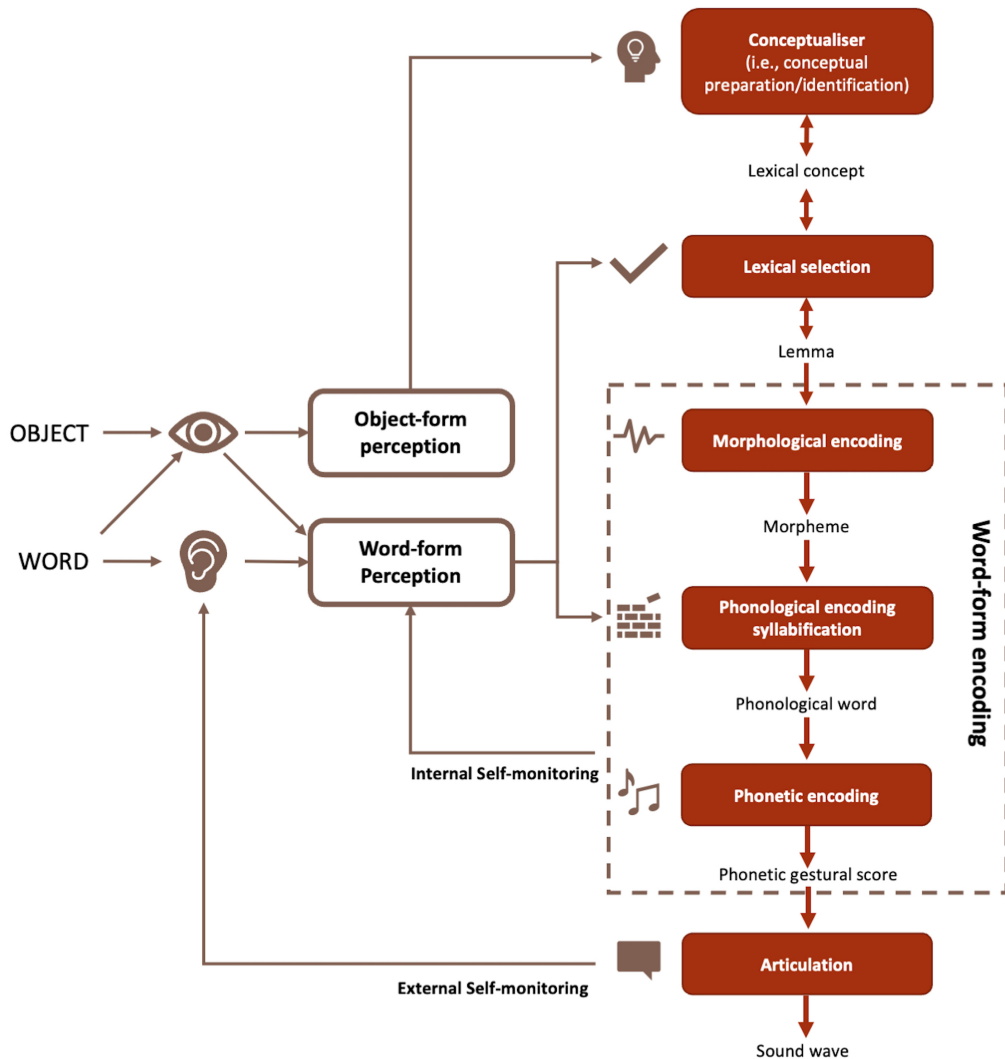 Conceptualiser
(i.e., conceptual
preparation/identification)
Lexical concept
Lexical selection
Lemma
OBJECT
Object-form
perception
Morphological encoding
Morpheme
WORD
Word-form
Perception
Phonological encoding
syllabification
Word-form encoding
Phonological word
Internal Self-monitoring
Phonetic encoding
Phonetic gestural score
Articulation
External Self-monitoring
Sound wave